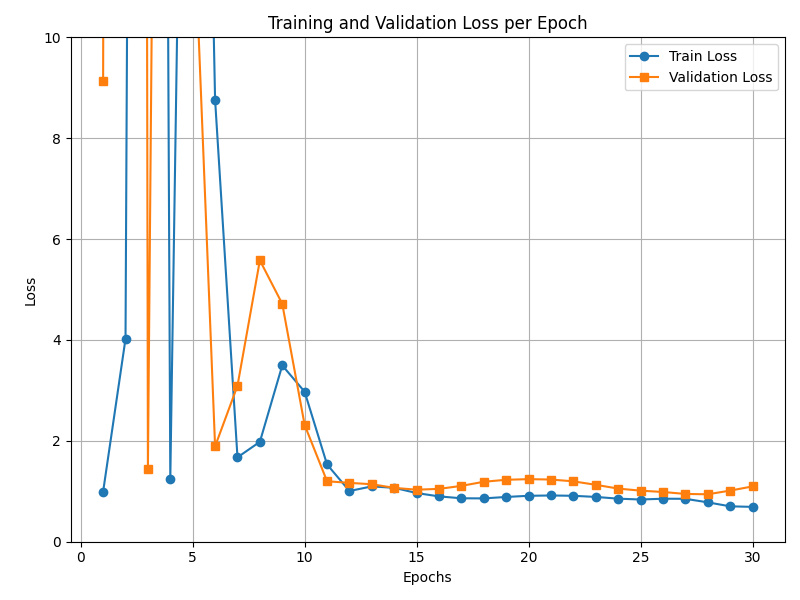 Training and Validation Loss per Epoch
Train Loss
Validation Loss
10
8
6
4
2
0
Loss
0 5 10 15 20 25 30
Epochs